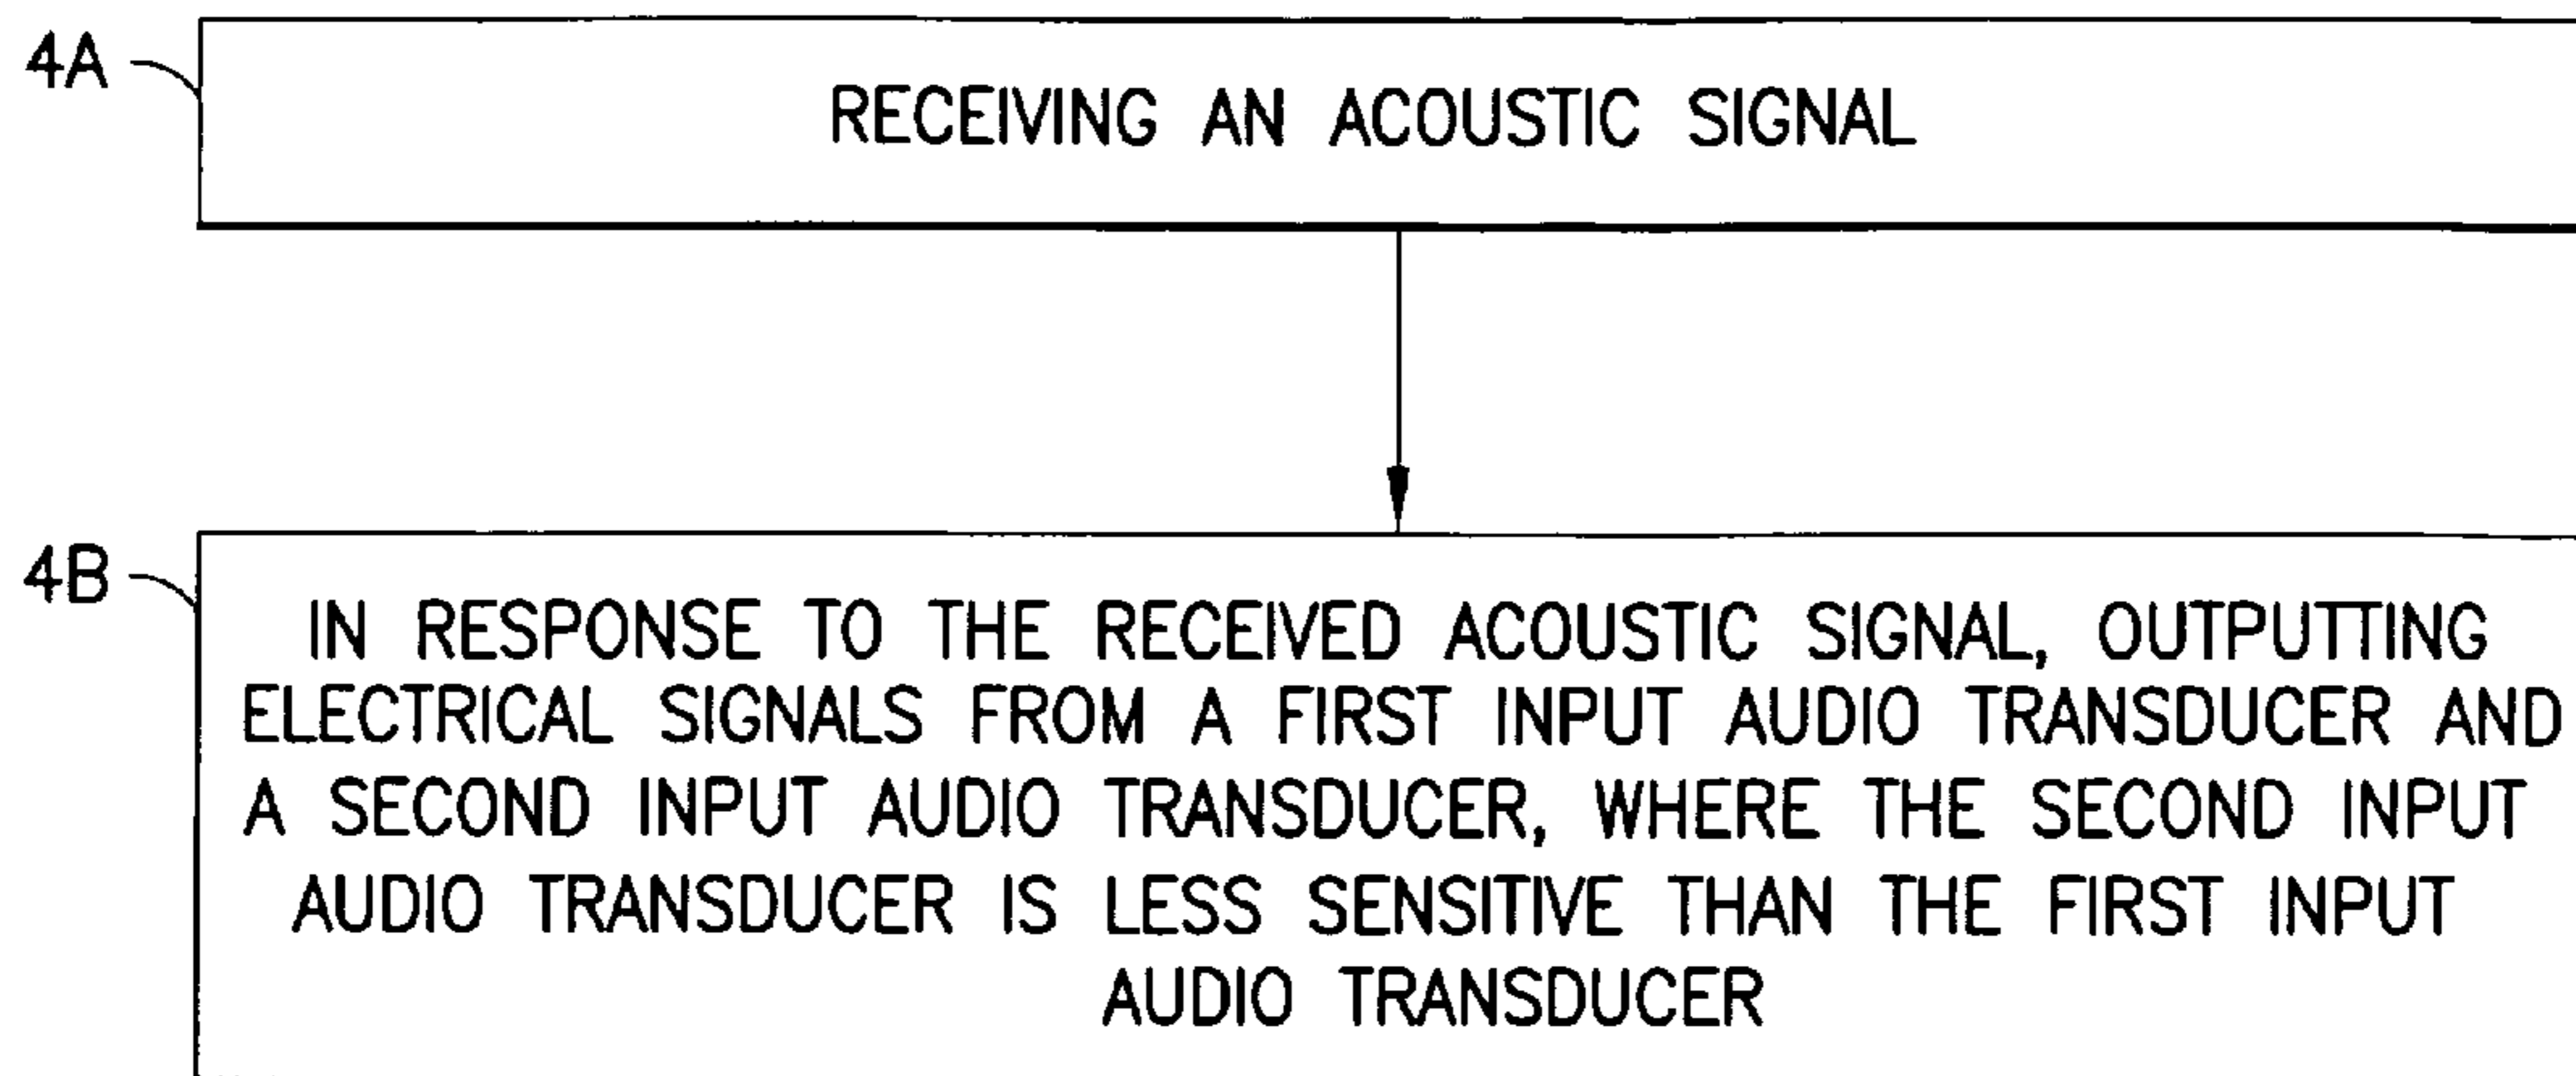 4A
RECEIVING AN ACOUSTIC SIGNAL
4B
IN RESPONSE TO THE RECEIVED ACOUSTIC SIGNAL, OUTPUTTING
ELECTRICAL SIGNALS FROM A FIRST INPUT AUDIO TRANSDUCER AND
A SECOND INPUT AUDIO TRANSDUCER, WHERE THE SECOND INPUT
AUDIO TRANSDUCER IS LESS SENSITIVE THAN THE FIRST INPUT
AUDIO TRANSDUCER